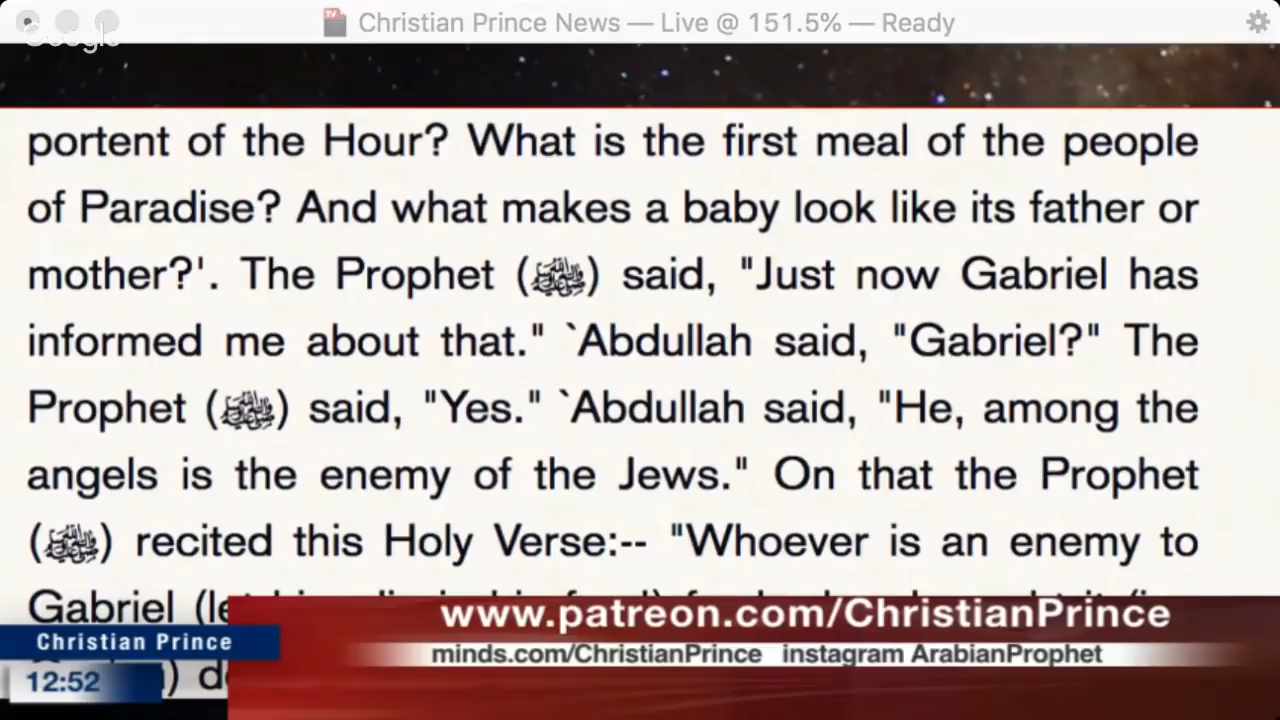 Christian Prince News — Live @ 151.5% — Ready
Google
portent of the Hour? What is the first meal of the people
of Paradise? And what makes a baby look like its father or
mother?'. The Prophet (ﷺ) said, "Just now Gabriel has
informed me about that." `Abdullah said, "Gabriel?" The
Prophet (ﷺ) said, "Yes." `Abdullah said, "He, among the
angels is the enemy of the Jews." On that the Prophet
(ﷺ) recited this Holy Verse:-- "Whoever is an enemy to
Gabriel
www.patreon.com/ChristianPrince
Christian Prince
minds.com/ChristianPrince instagram ArabianProphet
12:52